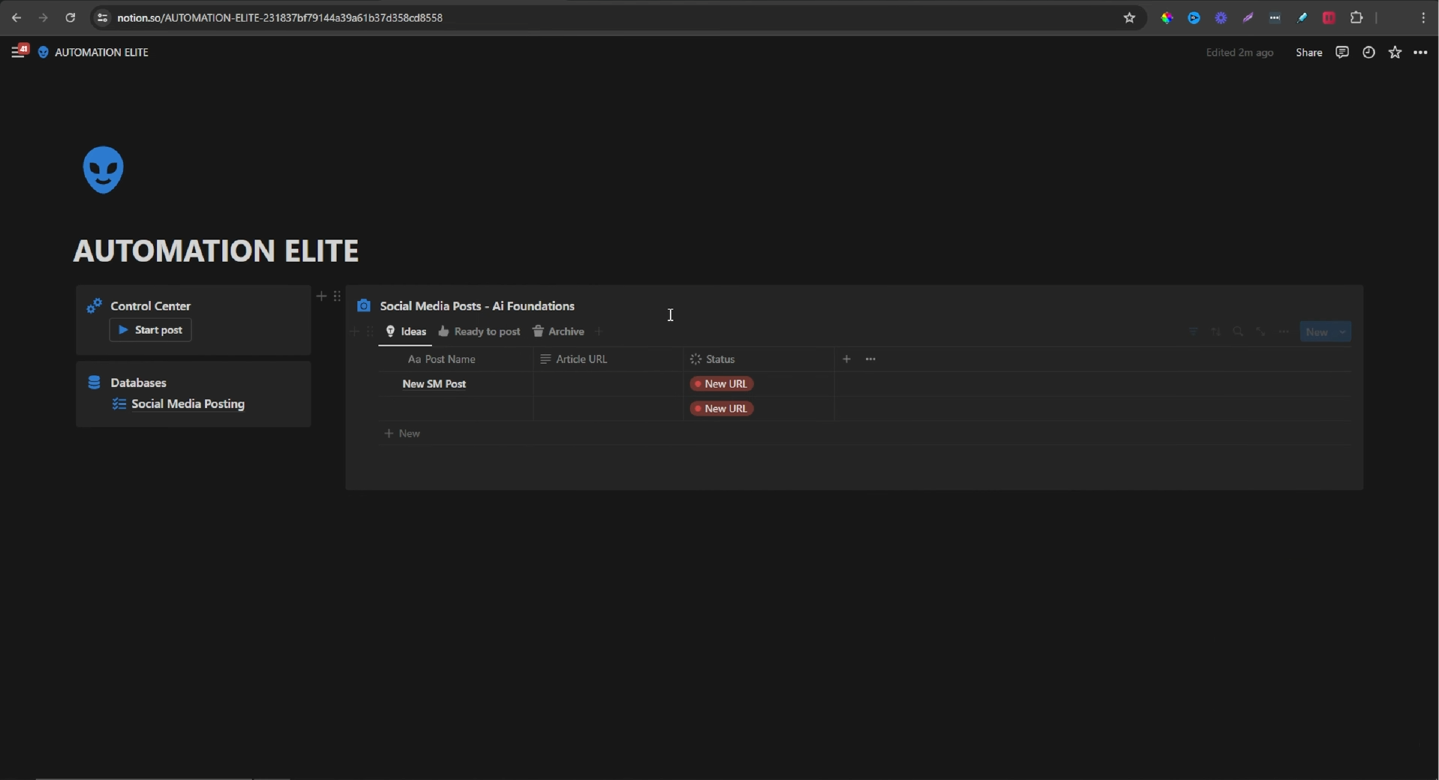 notion.so/AUTOMATION-ELITE-231837bf79144a39a61b37d358cd8558
41
AUTOMATION ELITE
Edited 2m ago
Share
AUTOMATION ELITE
Control Center
Start post
Databases
Social Media Posting
Social Media Posts - Ai Foundations
Ideas
Ready to post
Archive
New
Aa Post Name
Article URL
Status
New SM Post
New URL
New URL
+ New